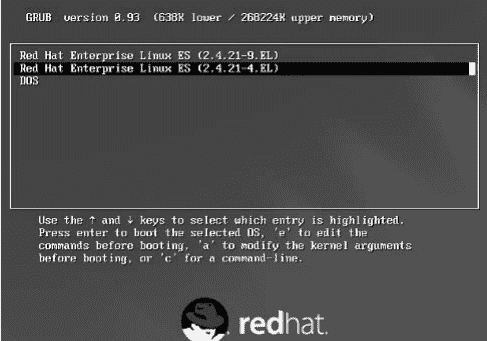 GRUB version 0.93 (638K lower / 268224K upper memory)
Red Hat Enterprise Linux ES (2.4.21-9.EL)
Red Hat Enterprise Linux ES (2.4.21-4.EL)
DOS
Use the ↑ and ↓ keys to select which entry is highlighted.
Press enter to boot the selected OS, 'e' to edit the
commands before booting, 'a' to modify the kernel arguments
before booting, or 'c' for a command-line.
redhat.